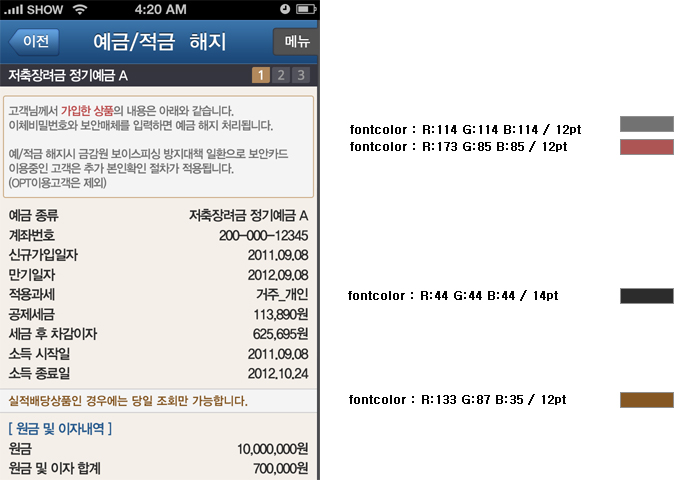 SHOW 4:20 AM
이전 예금/적금 해지 메뉴
저축장려금 정기예금 A 1 2 3
고객님께서 가입한 상품의 내용은 아래와 같습니다.
이체비밀번호와 보안매체를 입력하면 예금 해지 처리됩니다.
예/적금 해지시 금감원 보이스피싱 방지대책 일환으로 보안카드
이용중인 고객은 추가 본인확인 절차가 적용됩니다.
(OPT이용고객은 제외)
fontcolor : R:114 G:114 B:114 / 12pt
fontcolor : R:173 G:85 B:85 / 12pt
예금 종류 저축장려금 정기예금 A
계좌번호 200-000-12345
신규가입일자 2011.09.08
만기일자 2012.09.08
적용과세 거주_개인
공제세금 113,890원
세금 후 차감이자 625,695원
소득 시작일 2011.09.08
소득 종료일 2012.10.24
fontcolor : R:44 G:44 B:44 / 14pt
실적배당상품인 경우에는 당일 조회만 가능합니다.
fontcolor : R:133 G:87 B:35 / 12pt
[ 원금 및 이자내역 ]
원금 10,000,000원
원금 및 이자 합계 700,000원